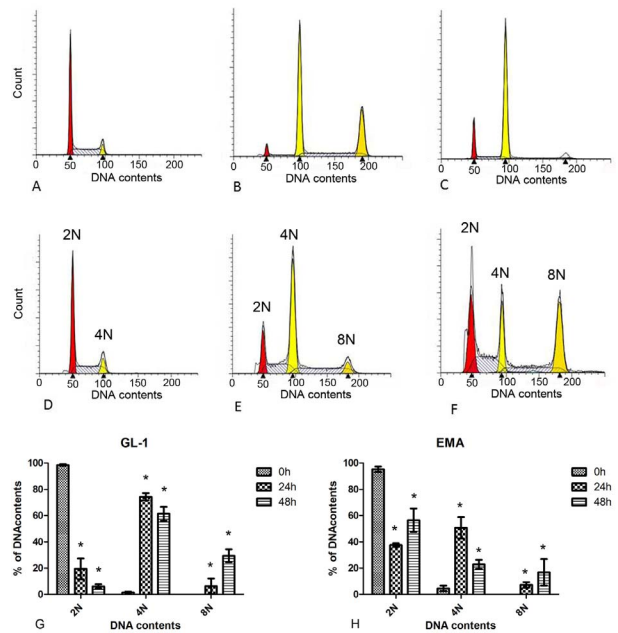 Count
0 50 100 150 200
DNA contents
A
0 50 100 150 200
DNA contents
B
0 50 100 150 200
DNA contents
C
Count
2N
4N
0 50 100 150 200
DNA contents
D
2N
4N
8N
0 50 100 150 200
DNA contents
E
2N
4N
8N
0 50 100 150 200
DNA contents
F
GL-1
% of DNAcontents
100
80
60
40
20
0
* * * * * *
2N 4N 8N
DNA contents
0h
24h
48h
G
EMA
% of DNAcontents
100
80
60
40
20
0
* * * * * *
2N 4N 8N
DNA contents
0h
24h
48h
H